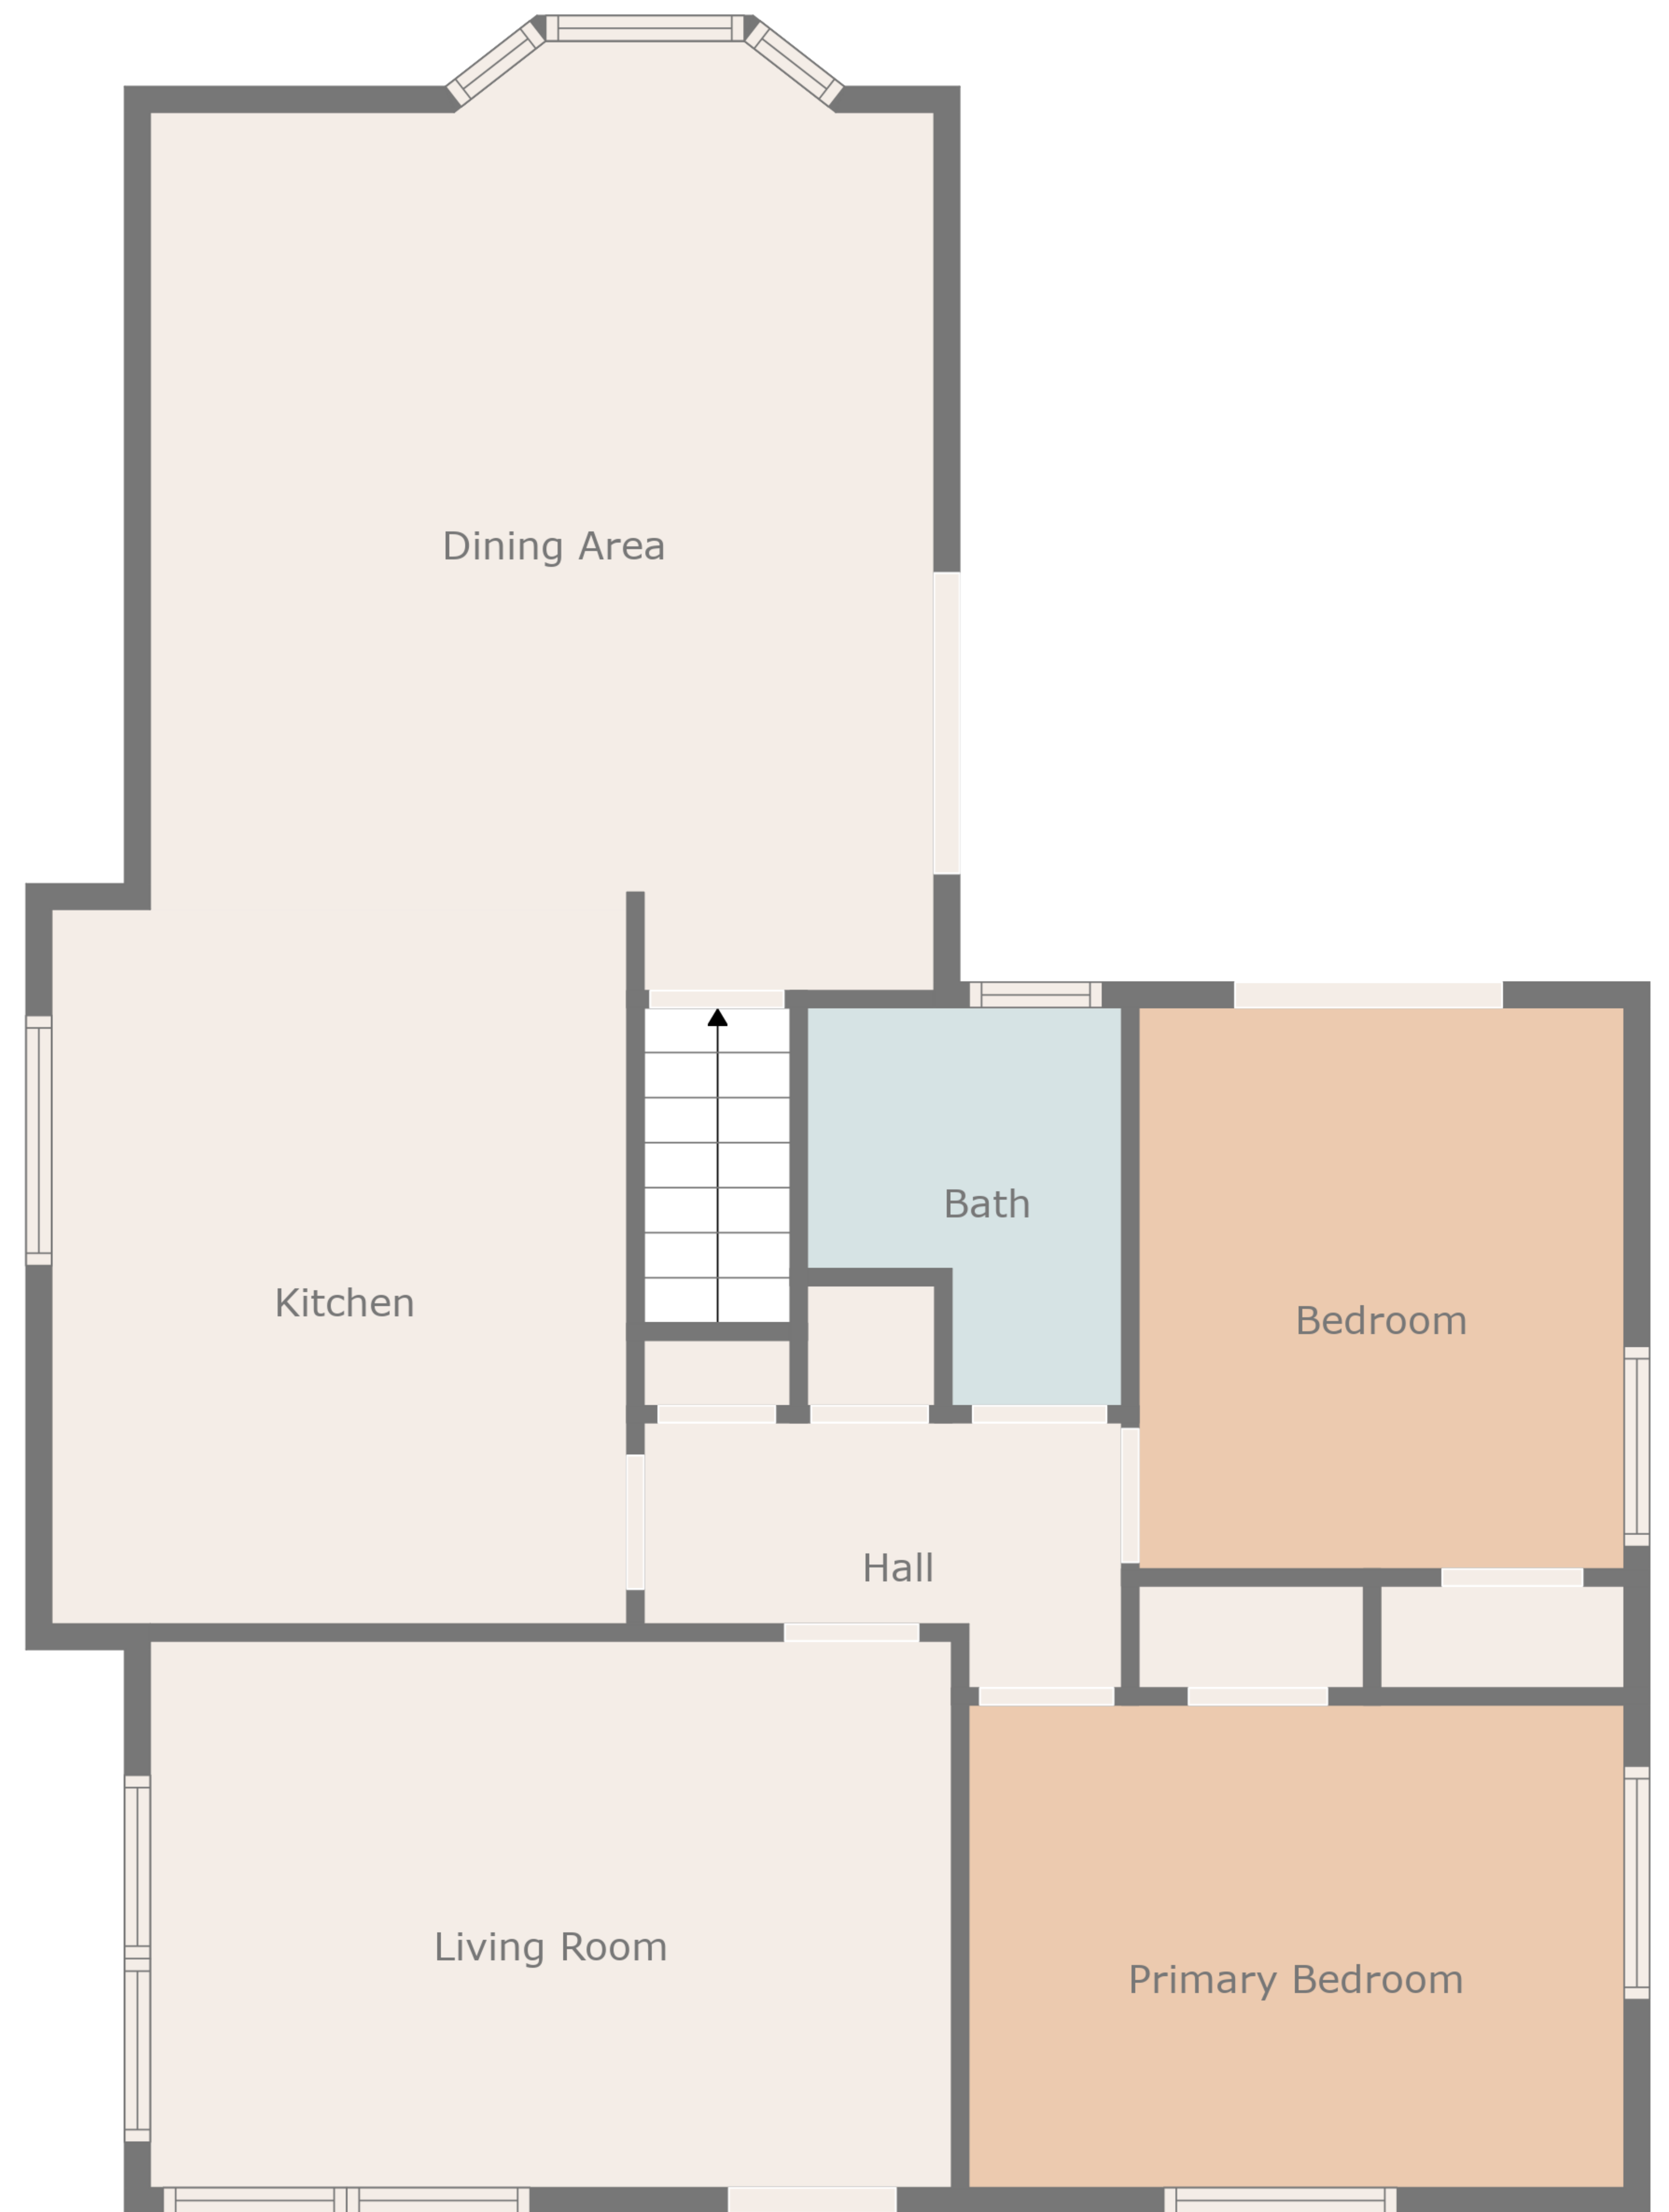 Dining Area
Bath
Kitchen
Bedroom
Hall
Living Room
Primary Bedroom